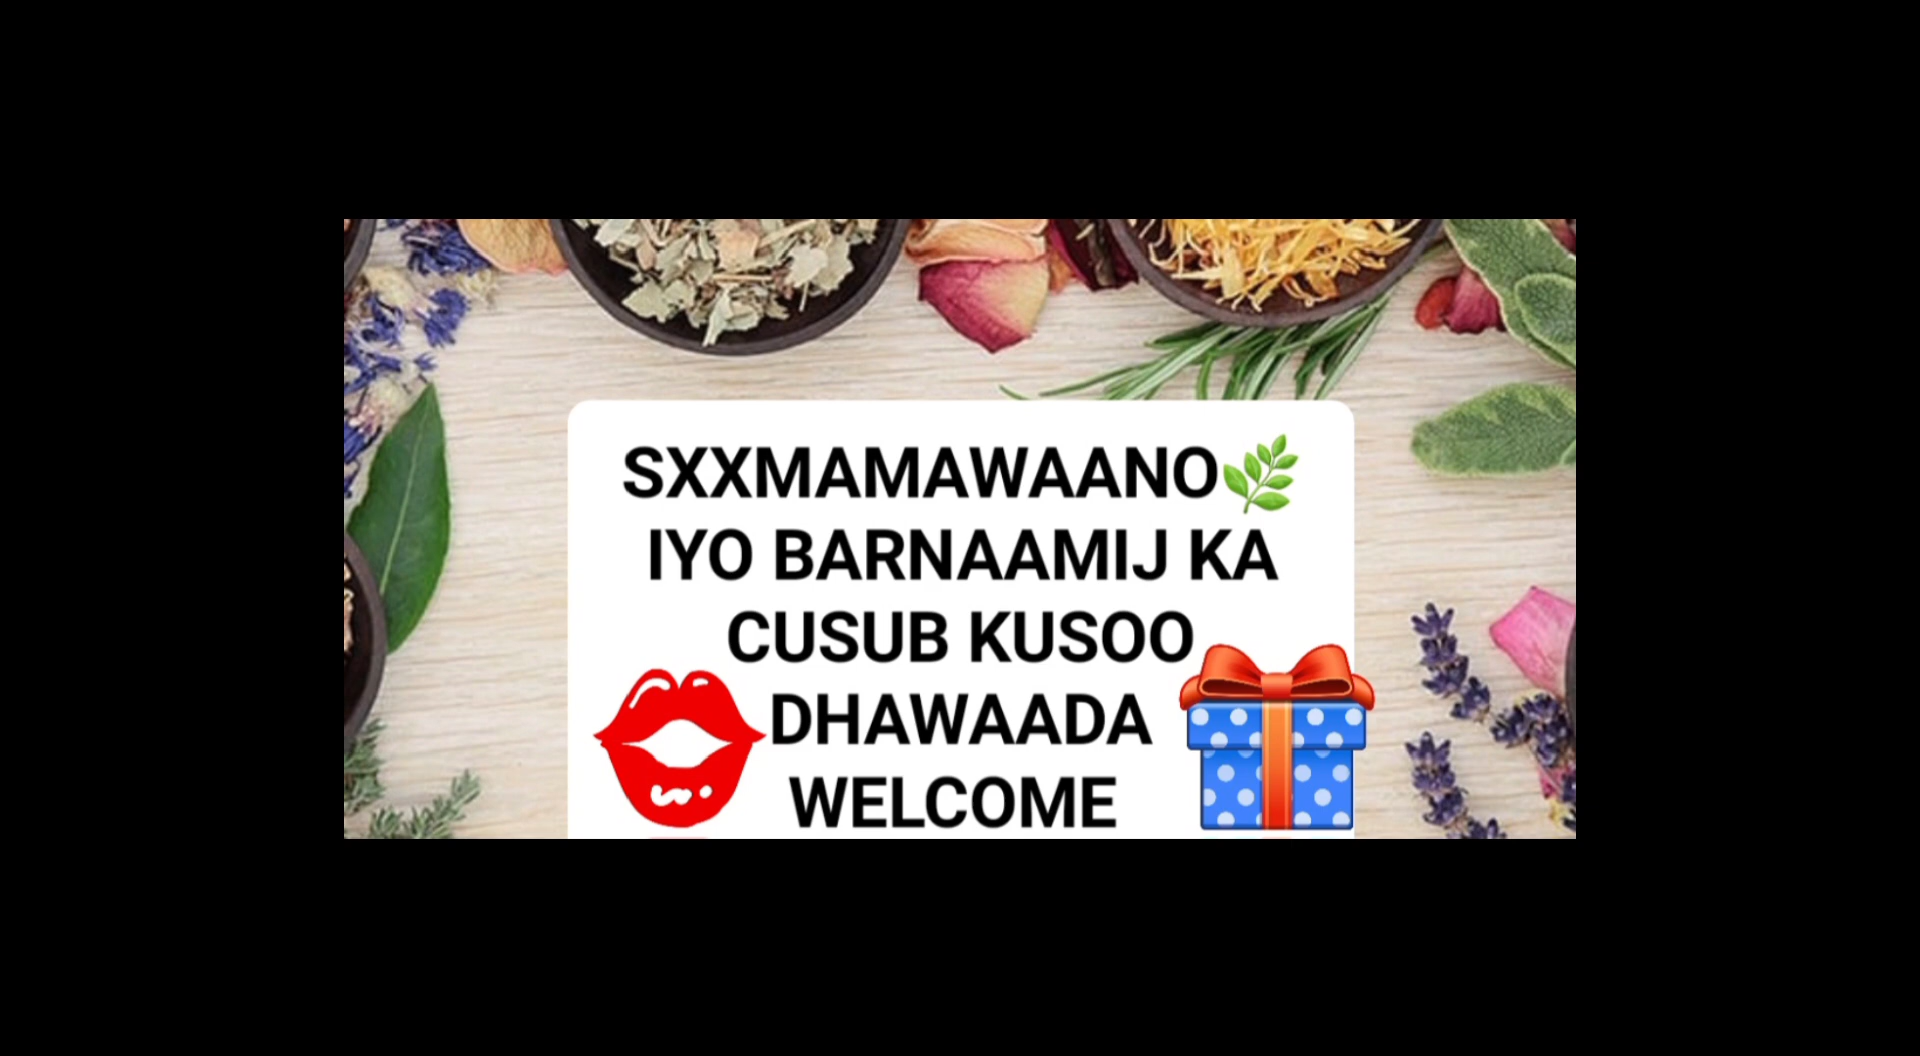 SXXMAMAWAANO🌿
IYO BARNAAMIJ KA
CUSUB KUSOO
DHAWAADA
WELCOME